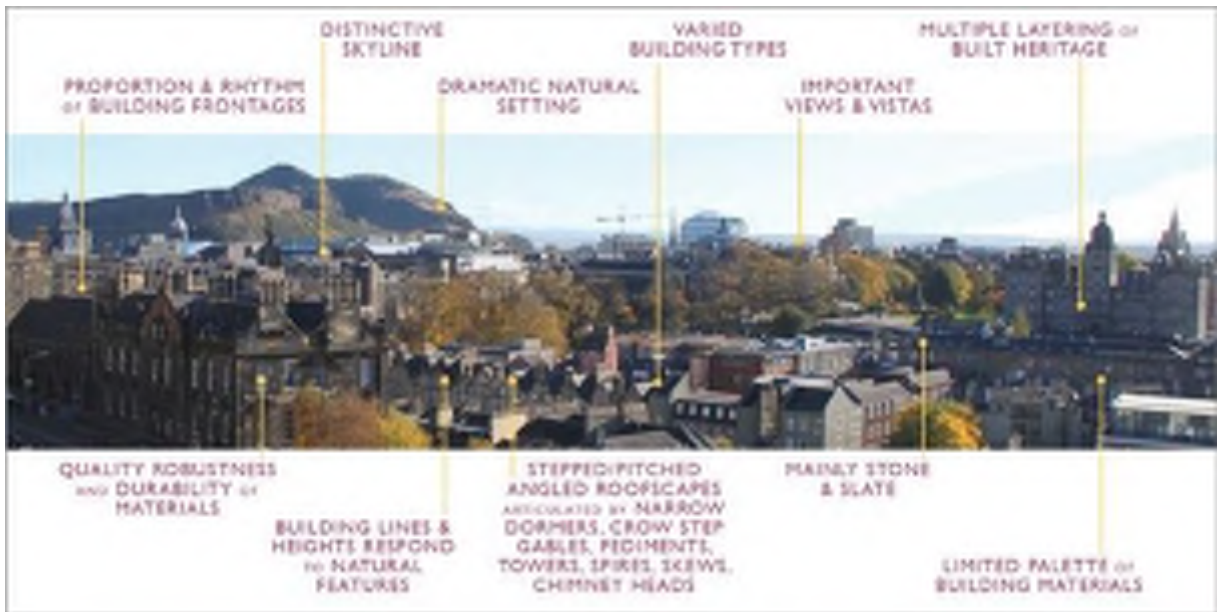 DISTINCTIVE
SKYLINE
VARIED
BUILDING TYPES
MULTIPLE LAYERING OF
BUILT HERITAGE
PROPORTION & RHYTHM
OF BUILDING FRONTAGES
DRAMATIC NATURAL
SETTING
IMPORTANT
VIEWS & VISTAS
QUALITY ROBUSTNESS
AND DURABILITY OF
MATERIALS
BUILDING LINES &
HEIGHTS RESPOND
TO NATURAL
FEATURES
STEPPED/PITCHED
ANGLED ROOFSCAPES
ARTICULATED BY NARROW
DORMERS, CROW STEP
GABLES, PEDIMENTS,
TOWERS, SPIRES, SKEWS,
CHIMNEY HEADS
MAINLY STONE
& SLATE
LIMITED PALETTE OF
BUILDING MATERIALS